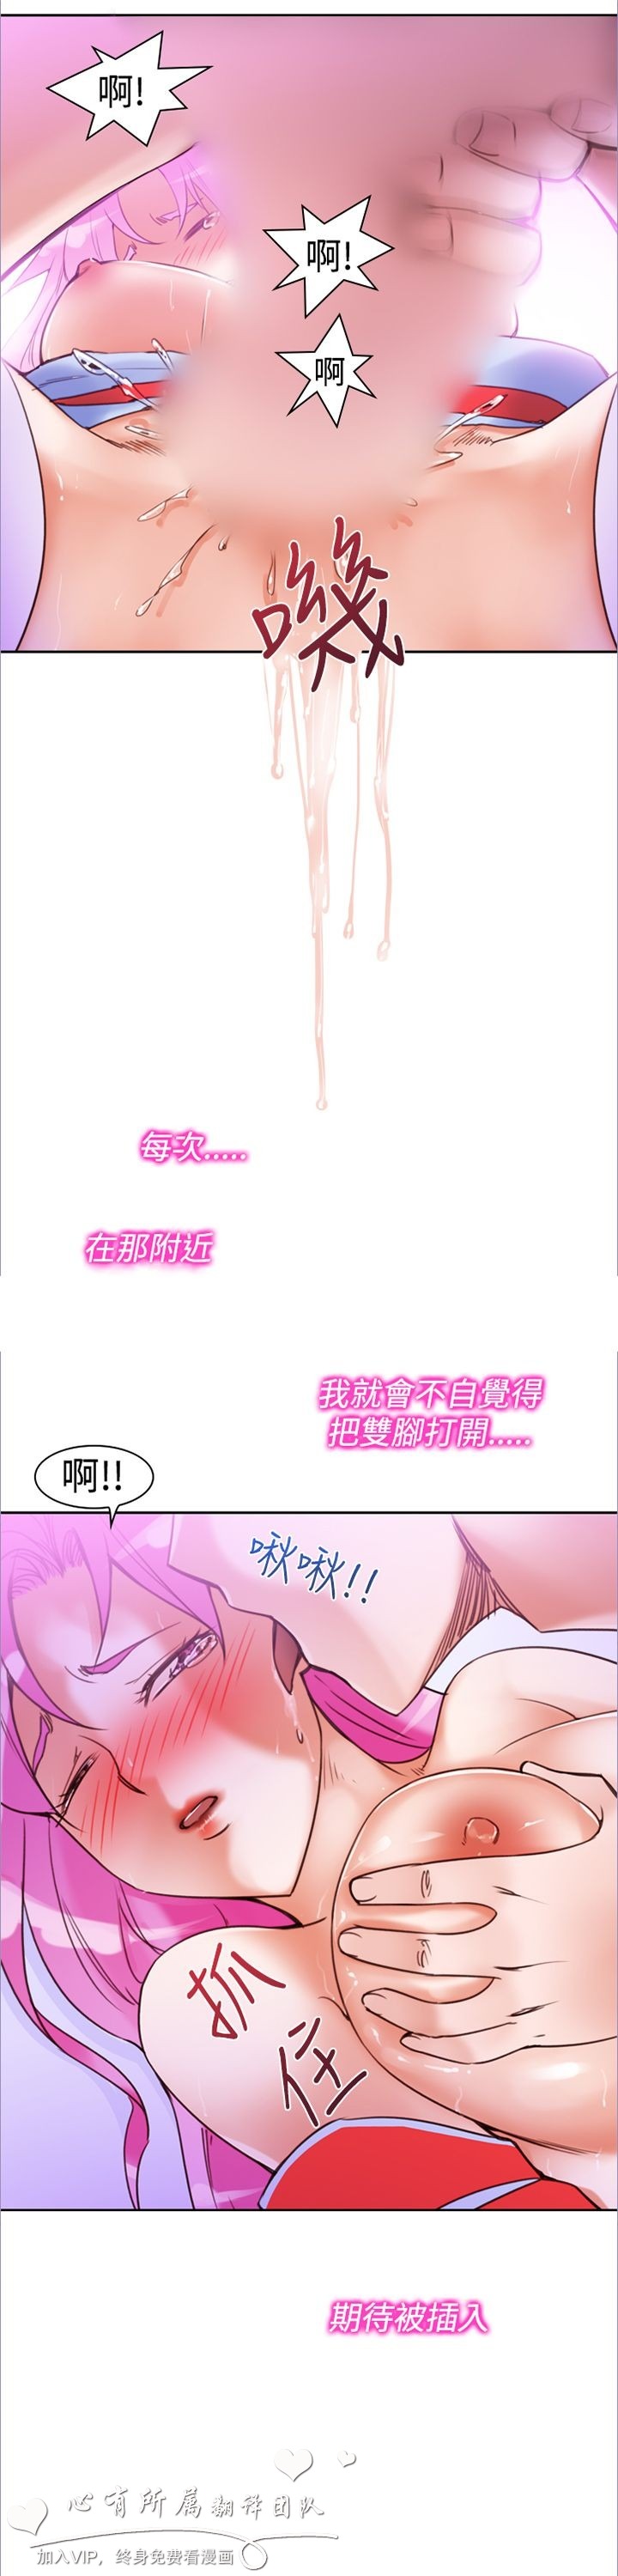 啊!
啊!
啊
嘰
每次.....
在那附近
我就會不自覺得
把雙腳打開.....
啊!!
啾啾!!
抓
住
期待被插入
心有所属翻译团队
加入VIP，终身免费看漫画